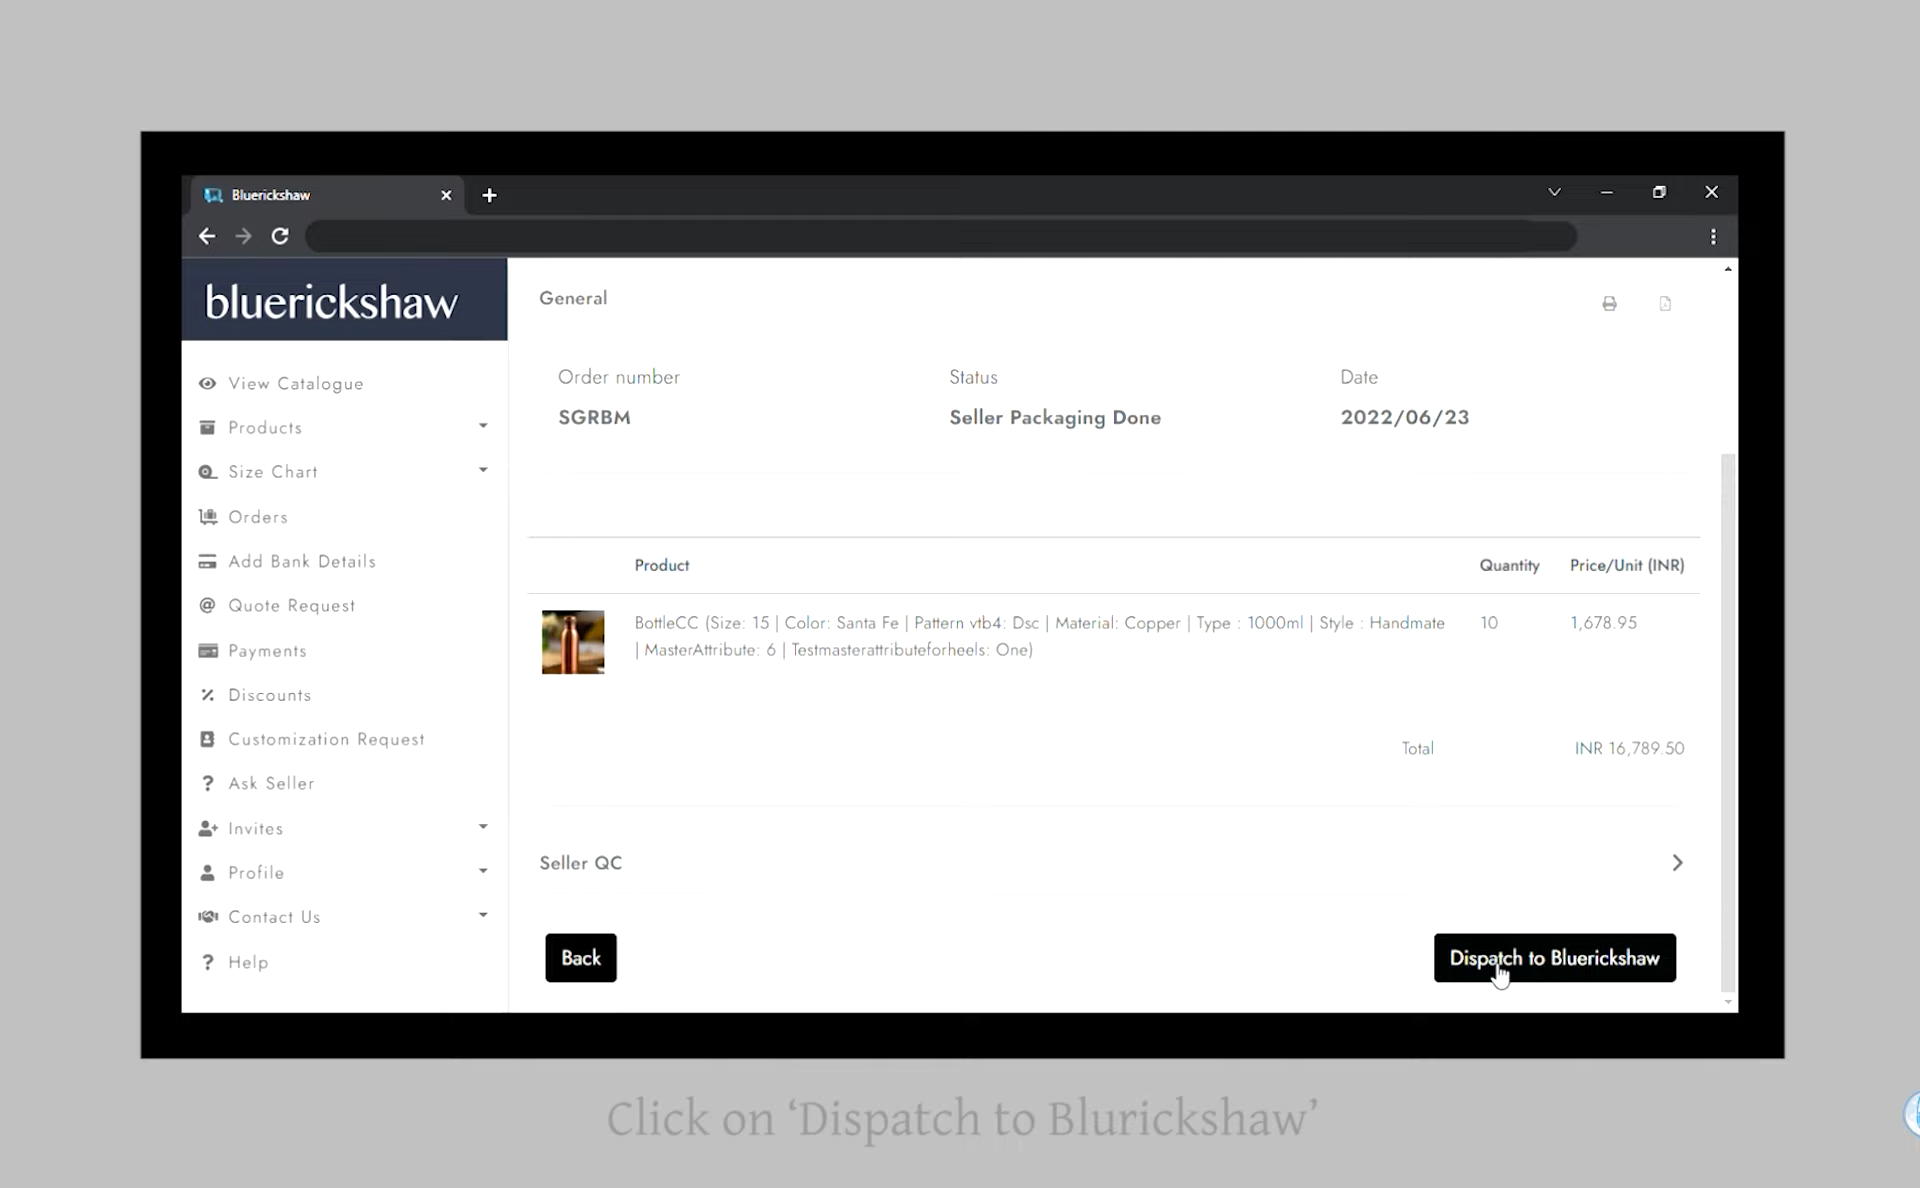 Bluerickshaw
bluerickshaw
View Catalogue
Products
Size Chart
Orders
Add Bank Details
Quote Request
Payments
Discounts
Customization Request
Ask Seller
Invites
Profile
Contact Us
Help
General
Order number
Status
Date
SGRBM
Seller Packaging Done
2022/06/23
Product
Quantity
Price/Unit (INR)
BottleCC (Size: 15 | Color: Santa Fe | Pattern vtb4: Dsc | Material: Copper | Type : 1000ml | Style : Handmate
| MasterAttribute: 6 | Testmasterattributeforheels: One)
10
1,678.95
Total
INR 16,789.50
Seller QC
Back
Dispatch to Bluerickshaw
Click on ‘Dispatch to Blurickshaw’